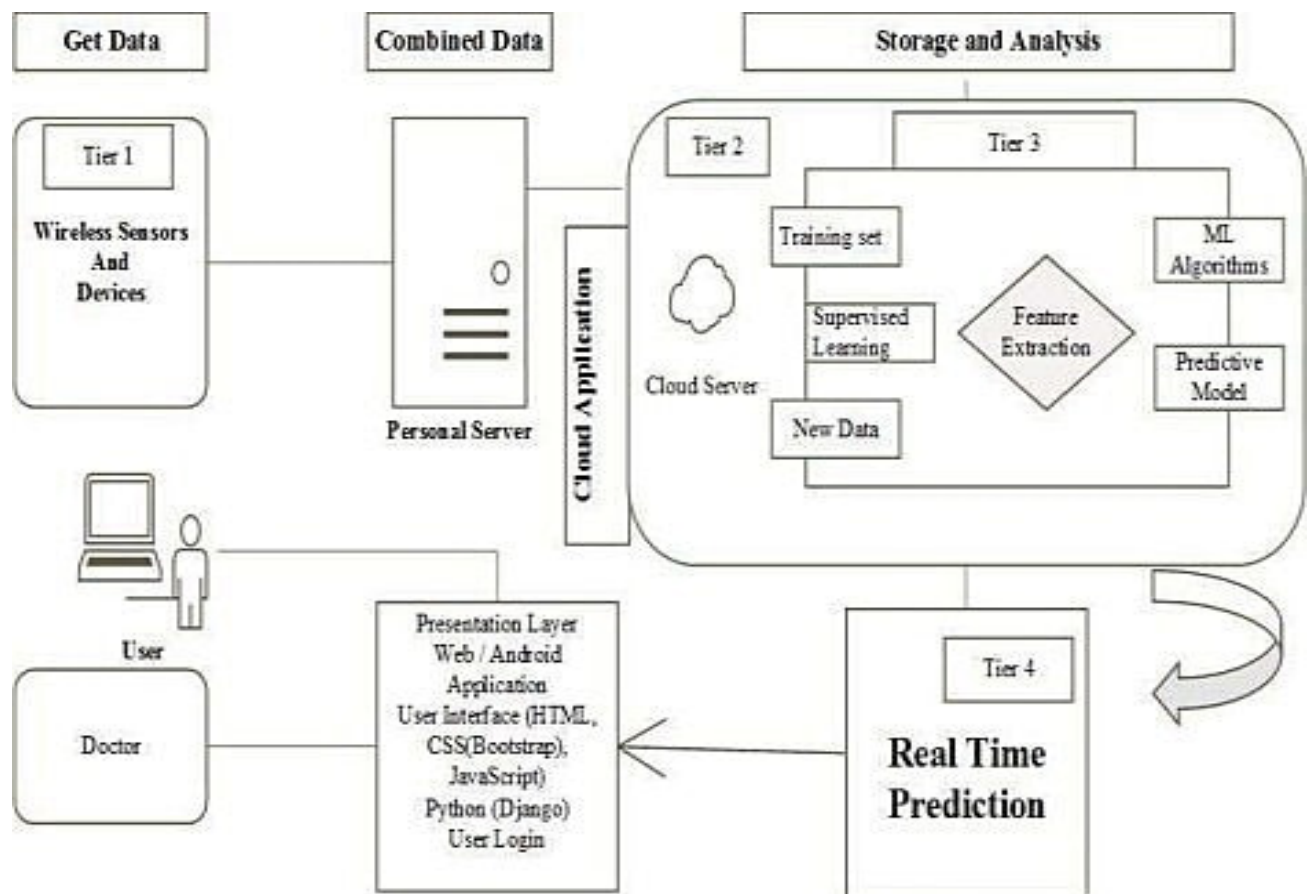 Get Data
Combined Data
Storage and Analysis
Tier 1
Wireless Sensors
And
Devices
Personal Server
Cloud Application
Tier 2
Cloud Server
Tier 3
Training set
Supervised
Learning
New Data
Feature
Extraction
ML
Algorithms
Predictive
Model
User
Doctor
Presentation Layer
Web / Android
Application
User Interface (HTML,
CSS(Bootstrap),
JavaScript)
Python (Django)
User Login
Tier 4
Real Time
Prediction